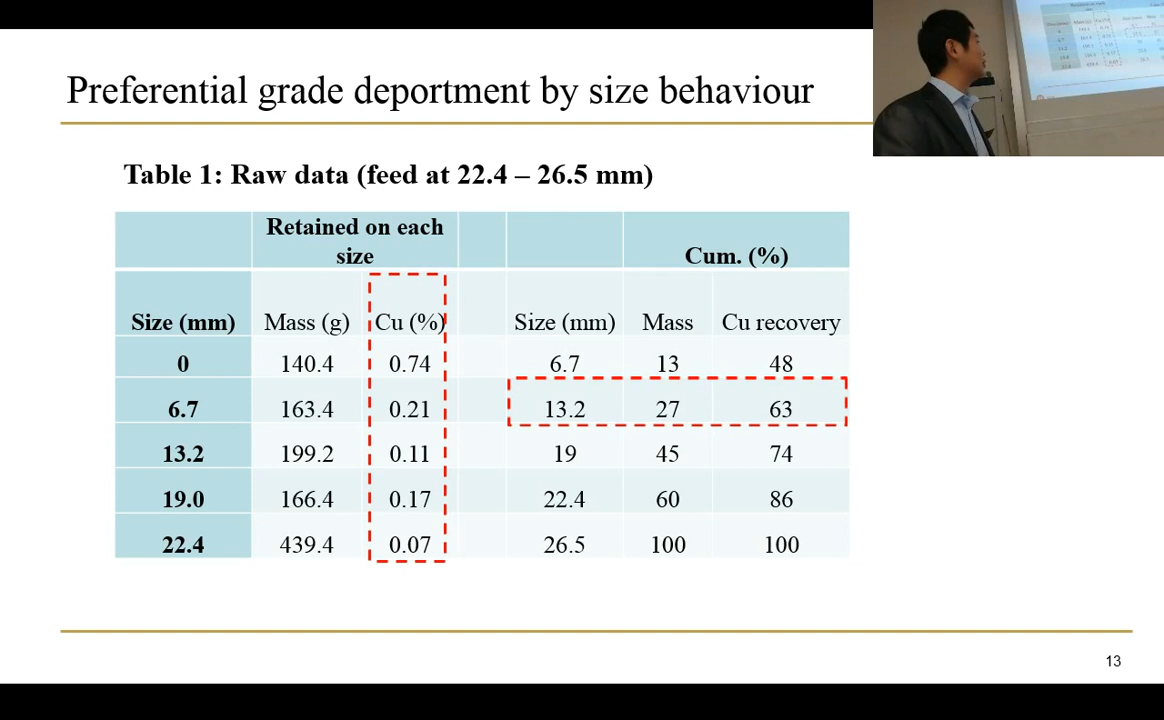 Preferential grade deportment by size behaviour
Table 1: Raw data (feed at 22.4 – 26.5 mm)
Retained on each
size
Cum. (%)
Size (mm) Mass (g) Cu (%) Size (mm) Mass Cu recovery
0 140.4 0.74 6.7 13 48
6.7 163.4 0.21 13.2 27 63
13.2 199.2 0.11 19 45 74
19.0 166.4 0.17 22.4 60 86
22.4 439.4 0.07 26.5 100 100
13